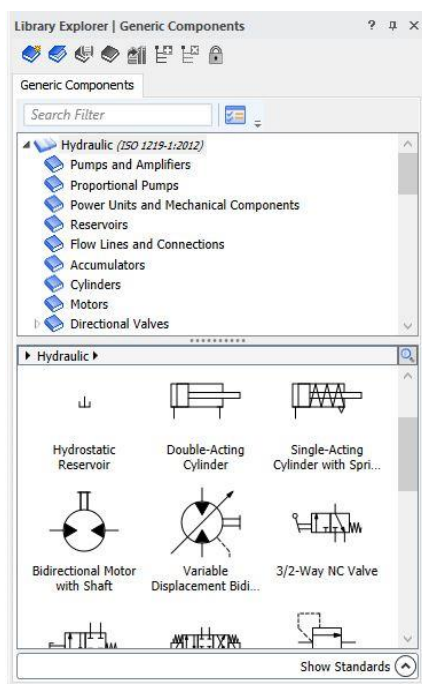 Library Explorer | Generic Components
Generic Components
Search Filter
Hydraulic (ISO 1219-1:2012)
Pumps and Amplifiers
Proportional Pumps
Power Units and Mechanical Components
Reservoirs
Flow Lines and Connections
Accumulators
Cylinders
Motors
Directional Valves
Hydraulic
Hydrostatic
Reservoir
Double-Acting
Cylinder
Single-Acting
Cylinder with Spri...
Bidirectional Motor
with Shaft
Variable
Displacement Bidi...
3/2-Way NC Valve
Show Standards